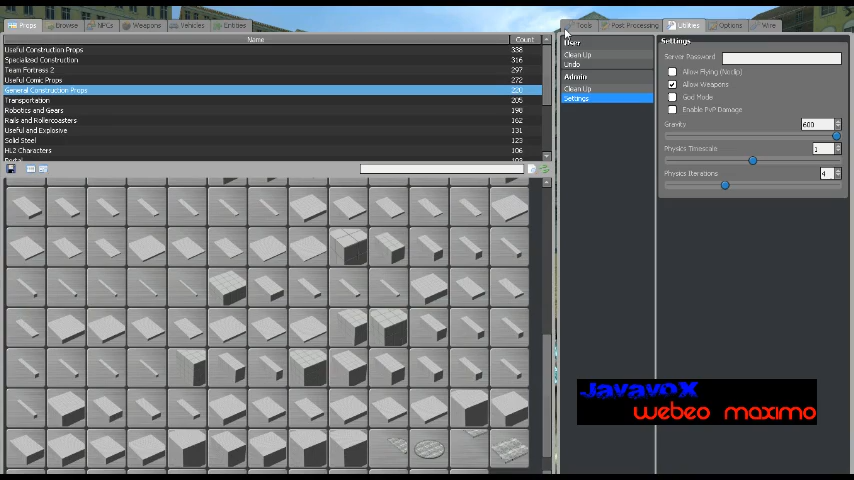 Props Browse NPCs Weapons Vehicles Entities
Name Count
Useful Construction Props 338
Specialized Construction 316
Team Fortress 2 297
Useful Comic Props 272
General Construction Props 220
Transportation 205
Robotics and Gears 198
Rails and Rollercoasters 162
Useful and Explosive 131
Solid Steel 123
HL2 Characters 106
Portal 103
Tools Post Processing Utilities Options Wire
User
Clean Up
Undo
Admin
Clean Up
Settings
Settings
Server Password
Allow Flying (Noclip)
Allow Weapons
God Mode
Enable PvP Damage
Gravity 600
Physics Timescale 1
Physics Iterations 4
Javavox
webeo maximo